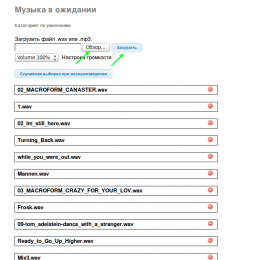 Музыка в ожидании
Категория: по умолчанию
Загрузить файл .wav или .mp3:
Обзор... Загрузить
Volume 100% Настройка громкости
Случайная выборка при воспроизведении
02_MACROFORM_CANASTER.wav
1.wav
02_Im_still_here.wav
Turning_Back.wav
while_you_were_out.wav
Mannen.wav
03_MACROFORM_CRAZY_FOR_YOUR_LOV.wav
Frosk.wav
09-tom_adelstein-dance_with_a_stranger.wav
Ready_to_Go_Up_Higher.wav
Mix3.wav